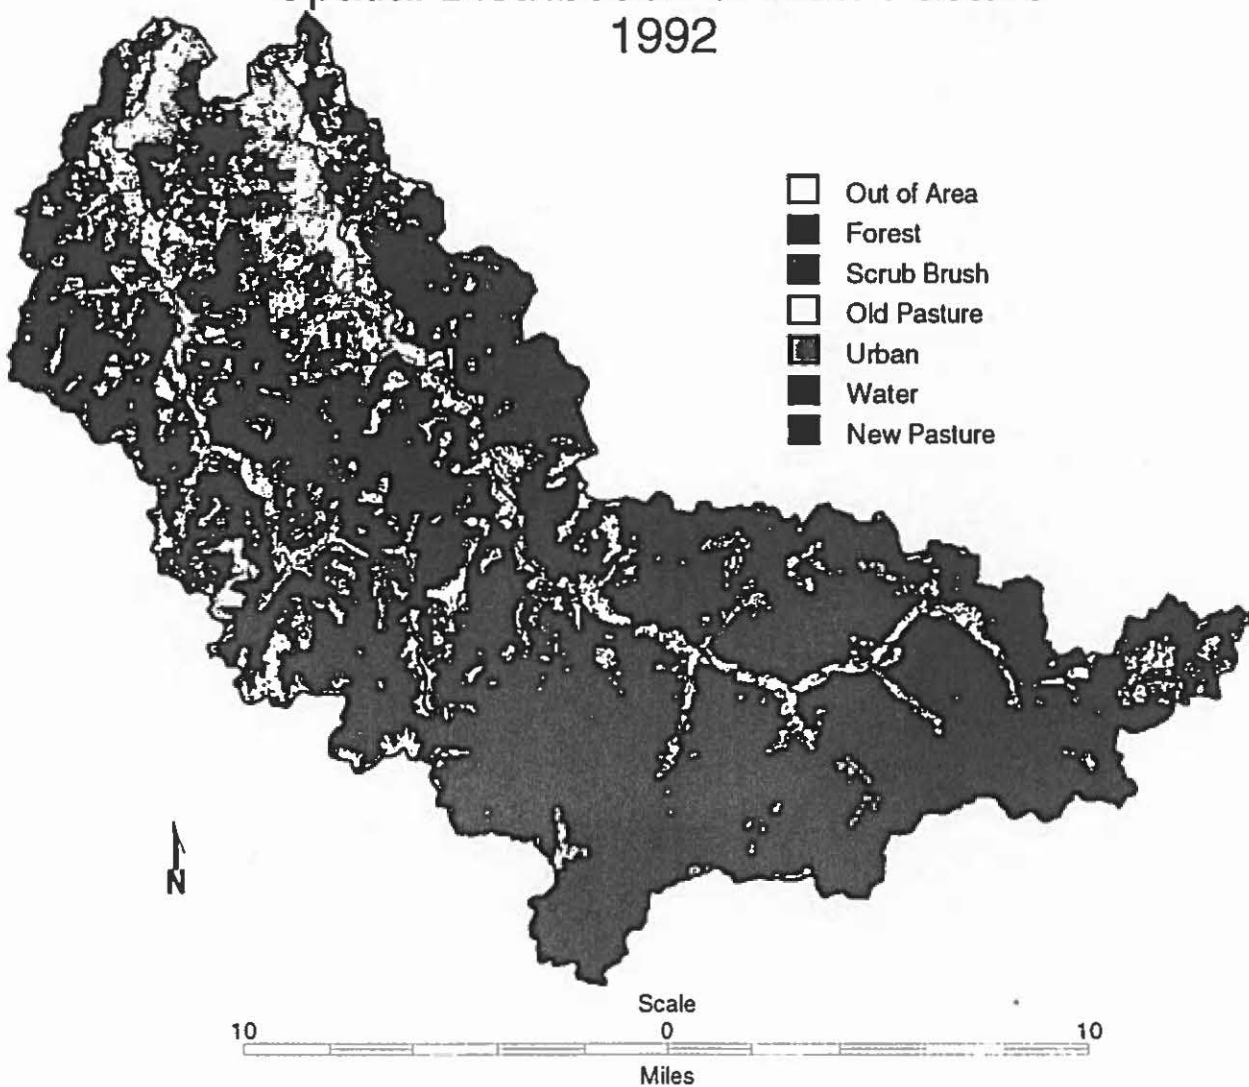 1992
Out of Area
Forest
Scrub Brush
Old Pasture
Urban
Water
New Pasture
N
Scale
10 0 10
Miles